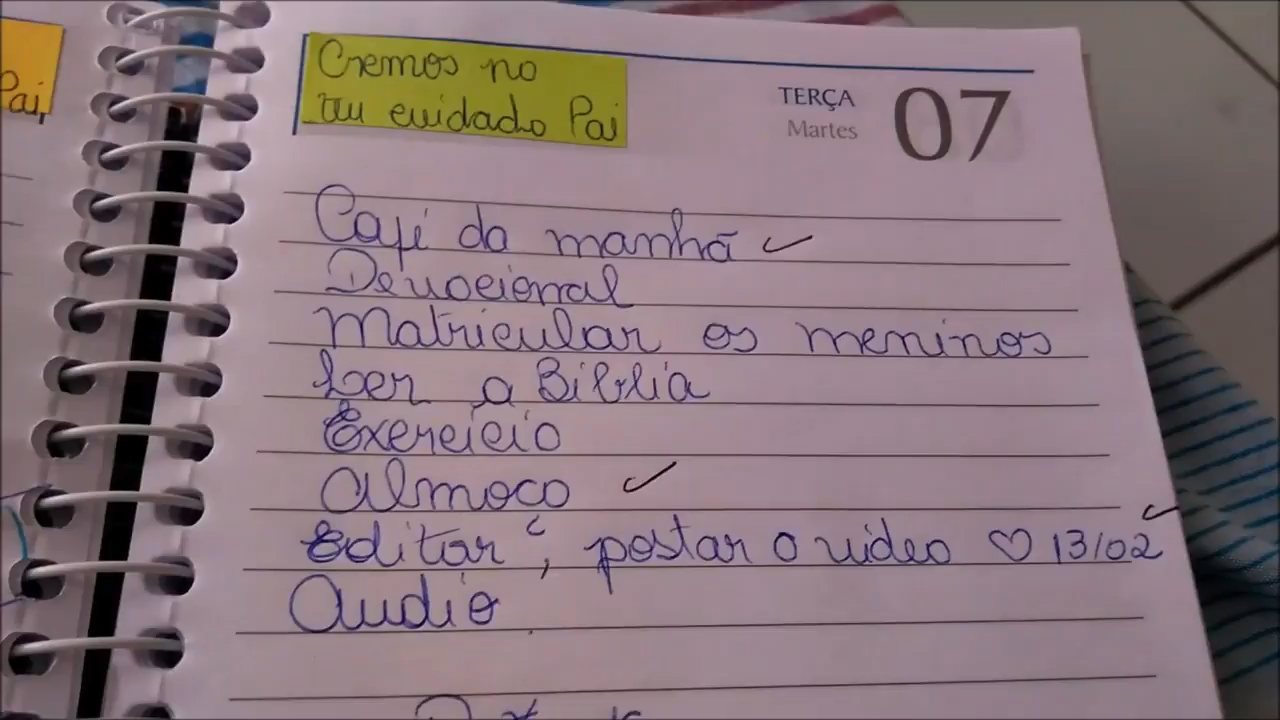 Pai,
Cremos no
teu cuidado Pai
TERÇA
Martes
07
Café da manhã ✓
Devocional
Matricular os meninos
Ler a Bíblia
Exercício
Almoço ✓
Editar, postar o vídeo ♡ 13/02 ✓
Audio